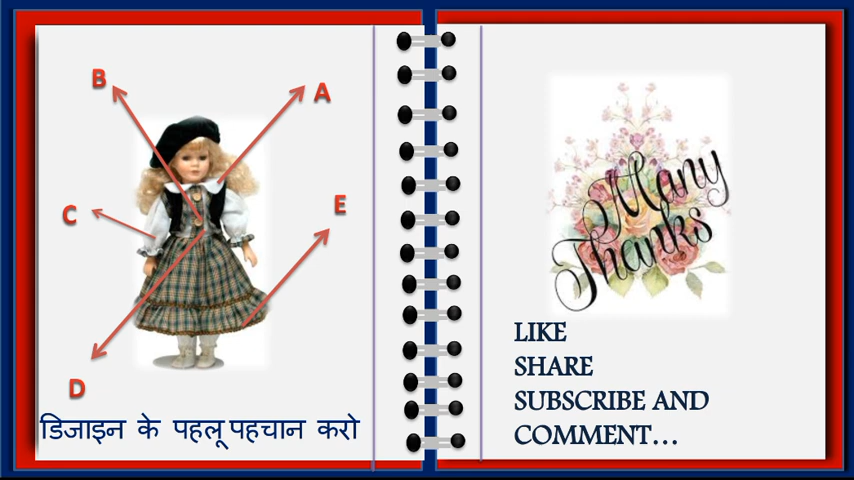 B
A
C
E
D
डिजाइन के पहलू पहचान करो
Many
Thanks
LIKE
SHARE
SUBSCRIBE AND
COMMENT...